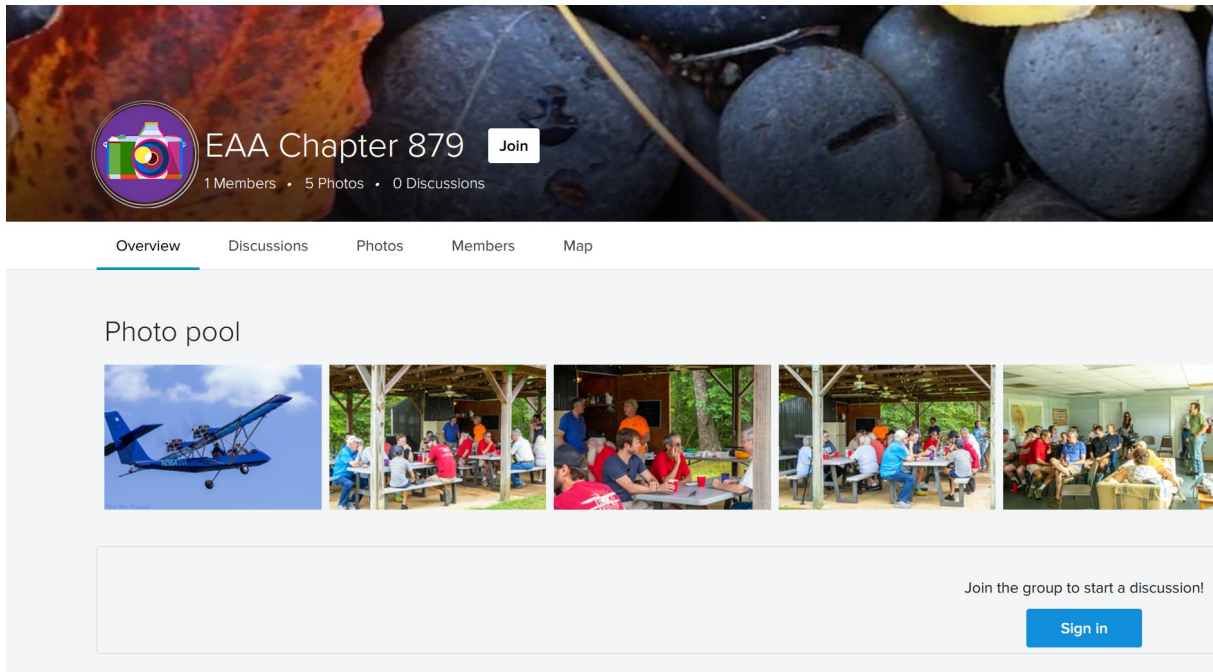 EAA Chapter 879
Join
1 Members • 5 Photos • 0 Discussions
Overview Discussions Photos Members Map
Photo pool
Join the group to start a discussion!
Sign in